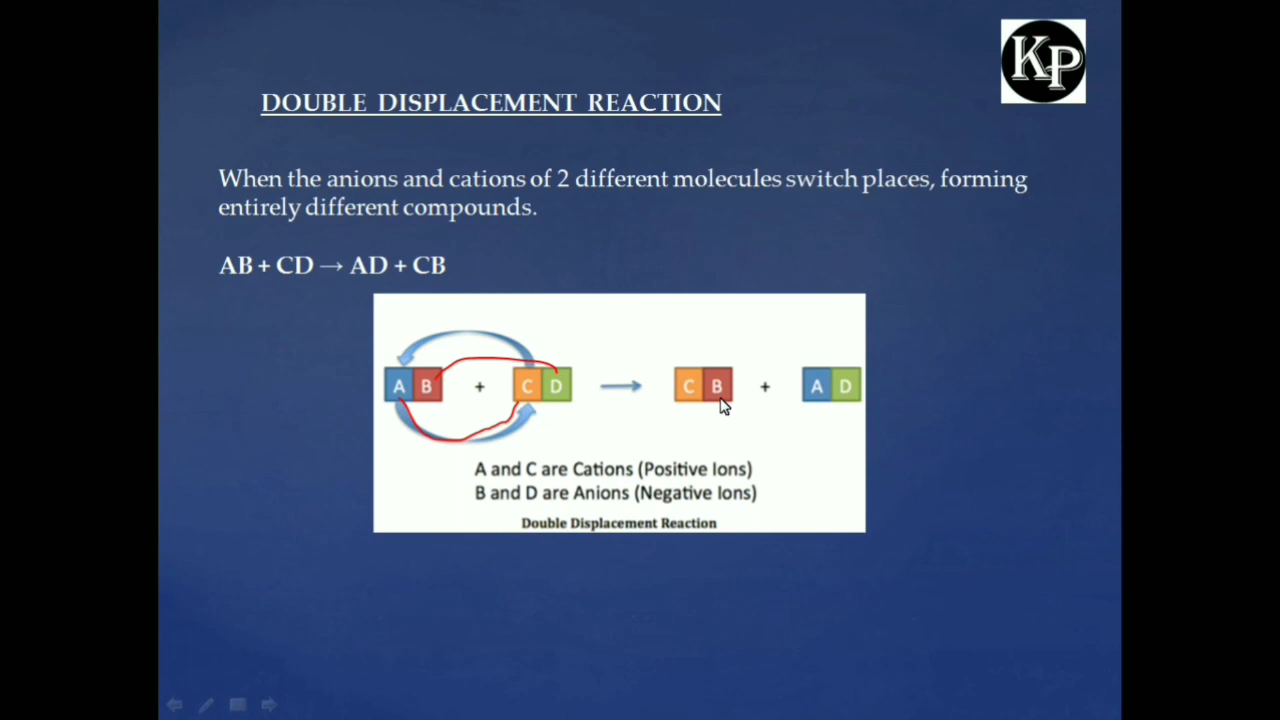 KP
DOUBLE DISPLACEMENT REACTION
When the anions and cations of 2 different molecules switch places, forming
entirely different compounds.
AB + CD → AD + CB
A B + C D → C B + A D
A and C are Cations (Positive Ions)
B and D are Anions (Negative Ions)
Double Displacement Reaction